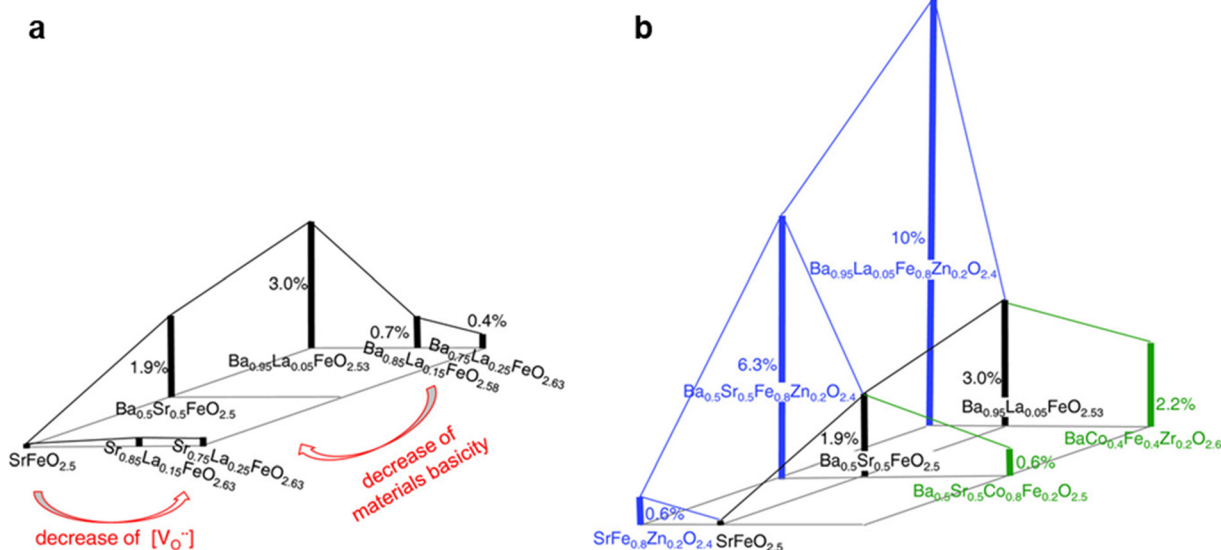 a
3.0%
0.4%
0.7%
1.9%
Ba0.95La0.05FeO2.53
Ba0.85La0.15FeO2.58
Ba0.75La0.25FeO2.63
Ba0.5Sr0.5FeO2.5
SrFeO2.5
Sr0.85La0.15FeO2.63
Sr0.75La0.25FeO2.63
decrease of
materials basicity
decrease of [VO··]
b
10%
Ba0.95La0.05Fe0.8Zn0.2O2.4
6.3%
Ba0.5Sr0.5Fe0.8Zn0.2O2.4
3.0%
Ba0.95La0.05FeO2.53
2.2%
BaCo0.4Fe0.4Zr0.2O2.6
1.9%
Ba0.5Sr0.5FeO2.5
0.6%
Ba0.5Sr0.5Co0.8Fe0.2O2.5
0.6%
SrFe0.8Zn0.2O2.4
SrFeO2.5